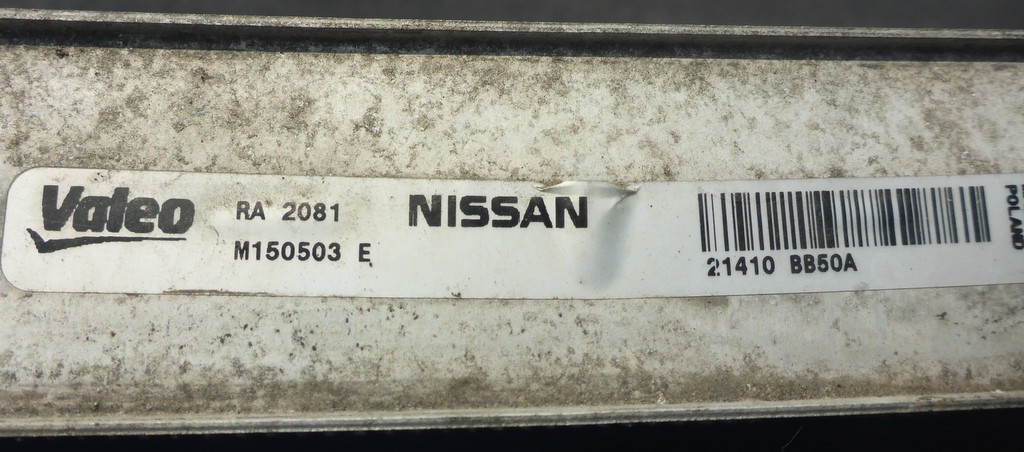 Valeo
RA 2081
M150503 E
NISSAN
21410 BB50A
POLAND